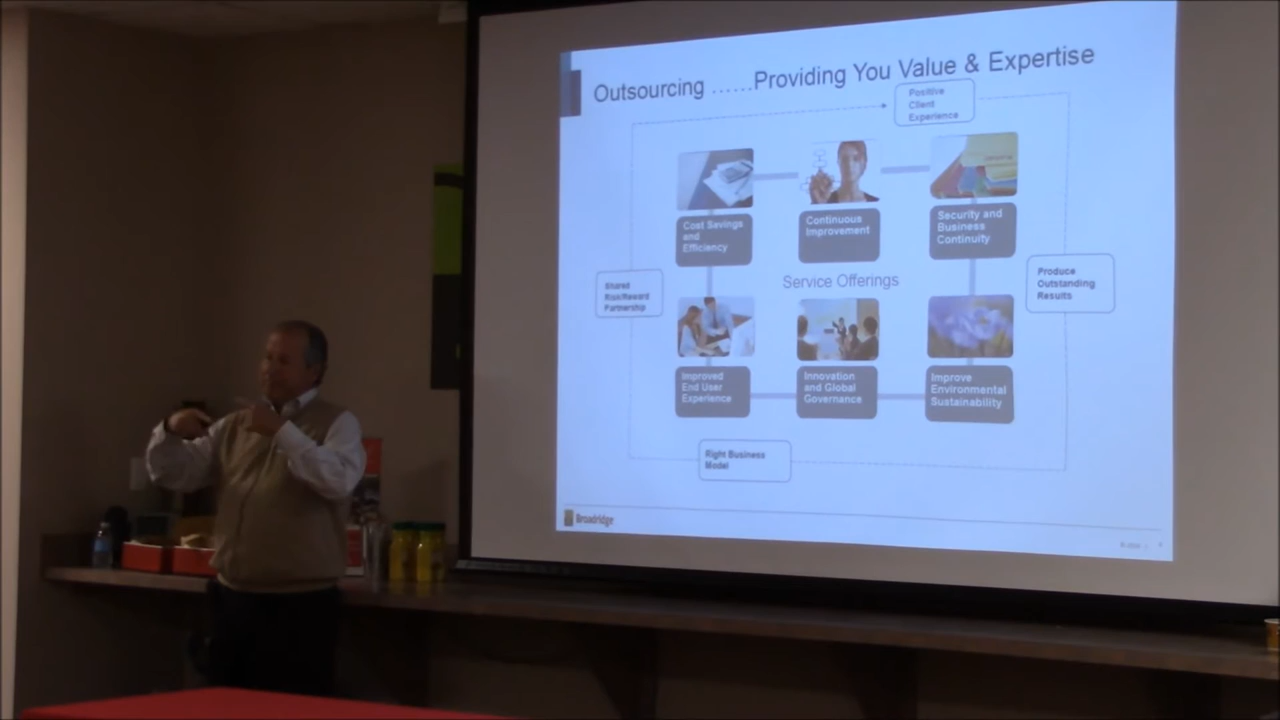 Outsourcing ......Providing You Value & Expertise
Positive
Client
Experience
Cost Savings
and
Efficiency
Continuous
Improvement
Security and
Business
Continuity
Shared
Risk/Reward
Partnership
Service Offerings
Produce
Outstanding
Results
Improved
End User
Experience
Innovation
and Global
Governance
Improve
Environmental
Sustainability
Right Business
Model
Broadridge